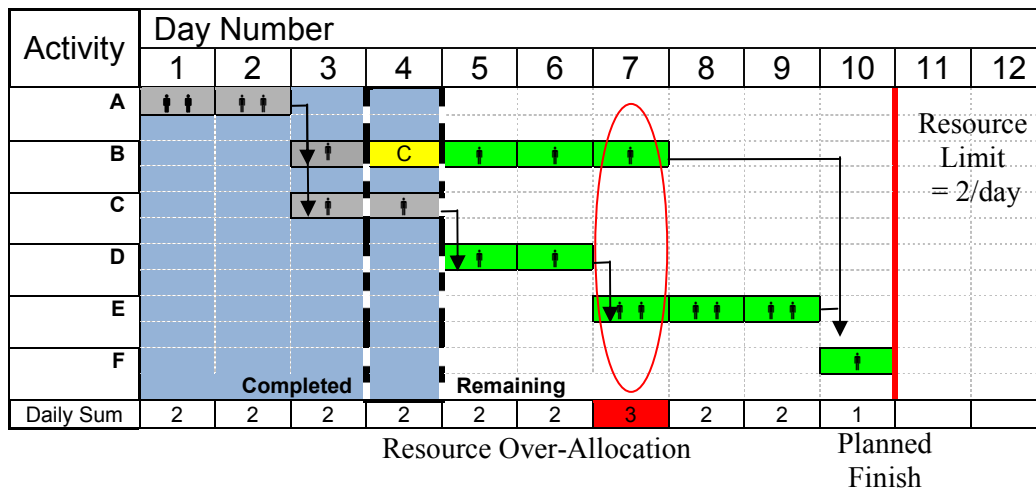 Activity
Day Number
1 2 3 4 5 6 7 8 9 10 11 12
A
B
C
C
D
E
F
Resource
Limit
= 2/day
Completed
Remaining
Daily Sum 2 2 2 2 2 2 3 2 2 1
Resource Over-Allocation
Planned
Finish